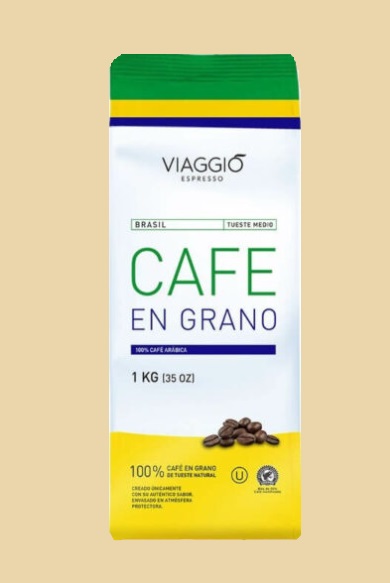 VIAGGIO
ESPRESSO
BRASIL
TUESTE MEDIO
CAFE
EN GRANO
100% CAFÉ ARÁBICA
1 KG (35 OZ)
100% CAFÉ EN GRANO
DE TUESTE NATURAL
CREADO ÚNICAMENTE
CON SU AUTÉNTICO SABOR.
ENVASADO EN ATMÓSFERA
PROTECTORA.
U